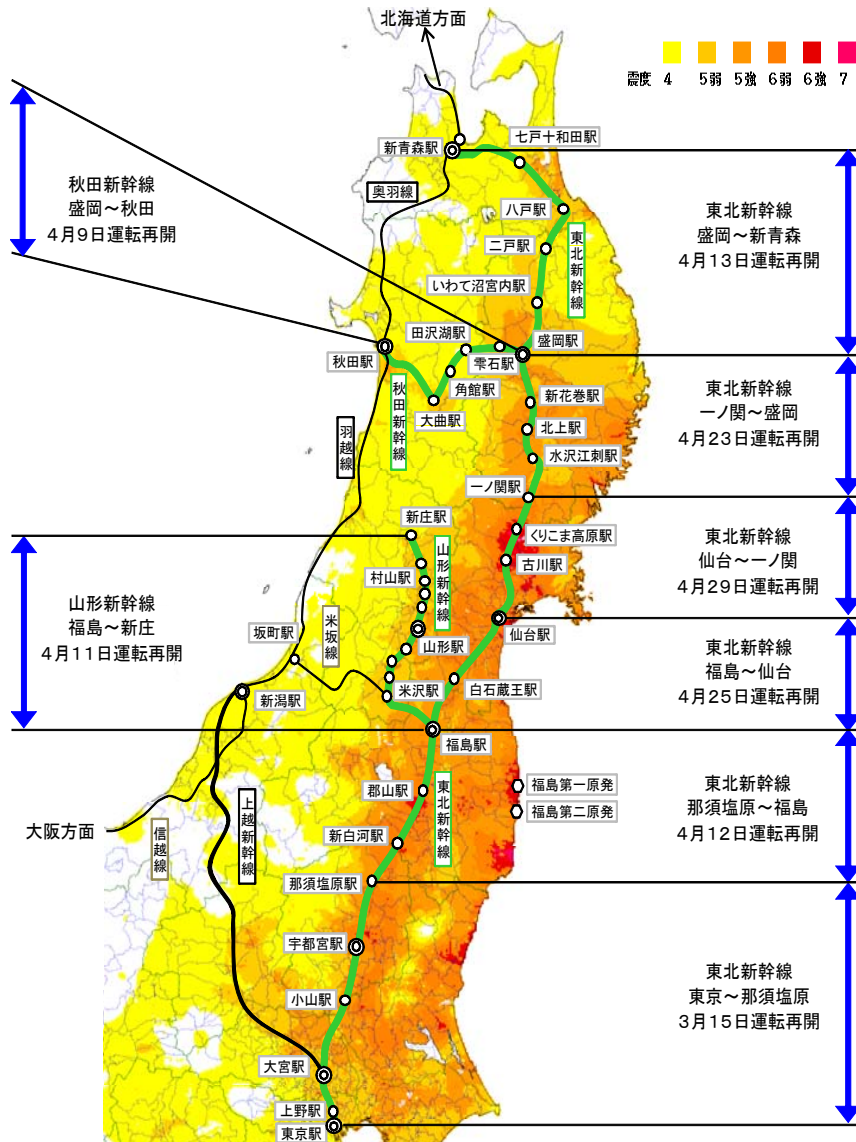 北海道方面
震度 4 5弱 5強 6弱 6強 7
七戸十和田駅
新青森駅
奥羽線
八戸駅
二戸駅
東北新幹線
いわて沼宮内駅
秋田新幹線
盛岡～秋田
4月9日運転再開
東北新幹線
盛岡～新青森
4月13日運転再開
田沢湖駅
盛岡駅
秋田駅
雫石駅
角館駅
大曲駅
秋田新幹線
新花巻駅
北上駅
水沢江刺駅
羽越線
一ノ関駅
東北新幹線
一ノ関～盛岡
4月23日運転再開
新庄駅
くりこま高原駅
古川駅
村山駅
山形新幹線
東北新幹線
仙台～一ノ関
4月29日運転再開
山形新幹線
福島～新庄
4月11日運転再開
坂町駅
米坂線
山形駅
仙台駅
米沢駅
白石蔵王駅
新潟駅
東北新幹線
福島～仙台
4月25日運転再開
福島駅
郡山駅
東北新幹線
福島第一原発
福島第二原発
東北新幹線
那須塩原～福島
4月12日運転再開
大阪方面
信越線
上越新幹線
新白河駅
那須塩原駅
宇都宮駅
小山駅
東北新幹線
東京～那須塩原
3月15日運転再開
大宮駅
上野駅
東京駅